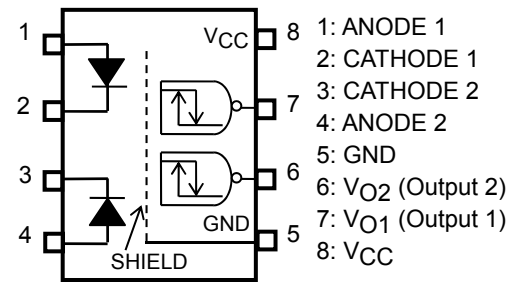 1
2
3
4
VCC
GND
SHIELD
8
7
6
5
1: ANODE 1
2: CATHODE 1
3: CATHODE 2
4: ANODE 2
5: GND
6: VO2 (Output 2)
7: VO1 (Output 1)
8: VCC